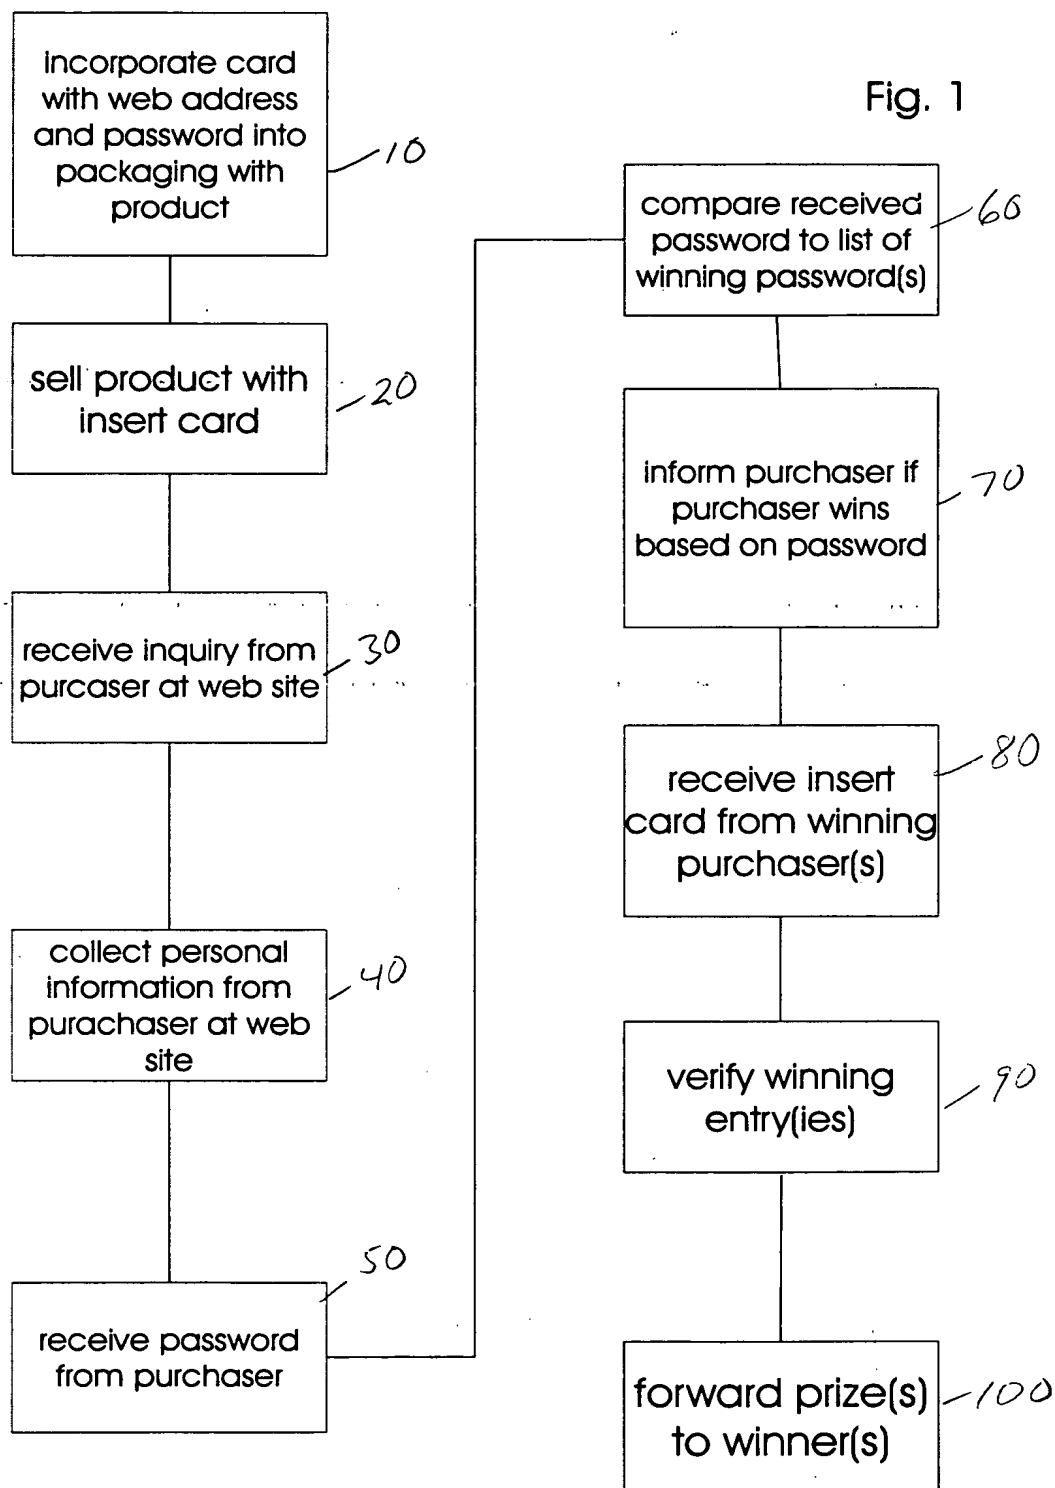 Fig. 1
incorporate card
with web address
and password into
packaging with
product
10
sell product with
insert card
20
receive inquiry from
purcaser at web site
30
collect personal
information from
purachaser at web
site
40
receive password
from purchaser
50
compare received
password to list of
winning password(s)
60
inform purchaser if
purchaser wins
based on password
70
receive insert
card from winning
purchaser(s)
80
verify winning
entry(ies)
90
forward prize(s)
to winner(s)
100